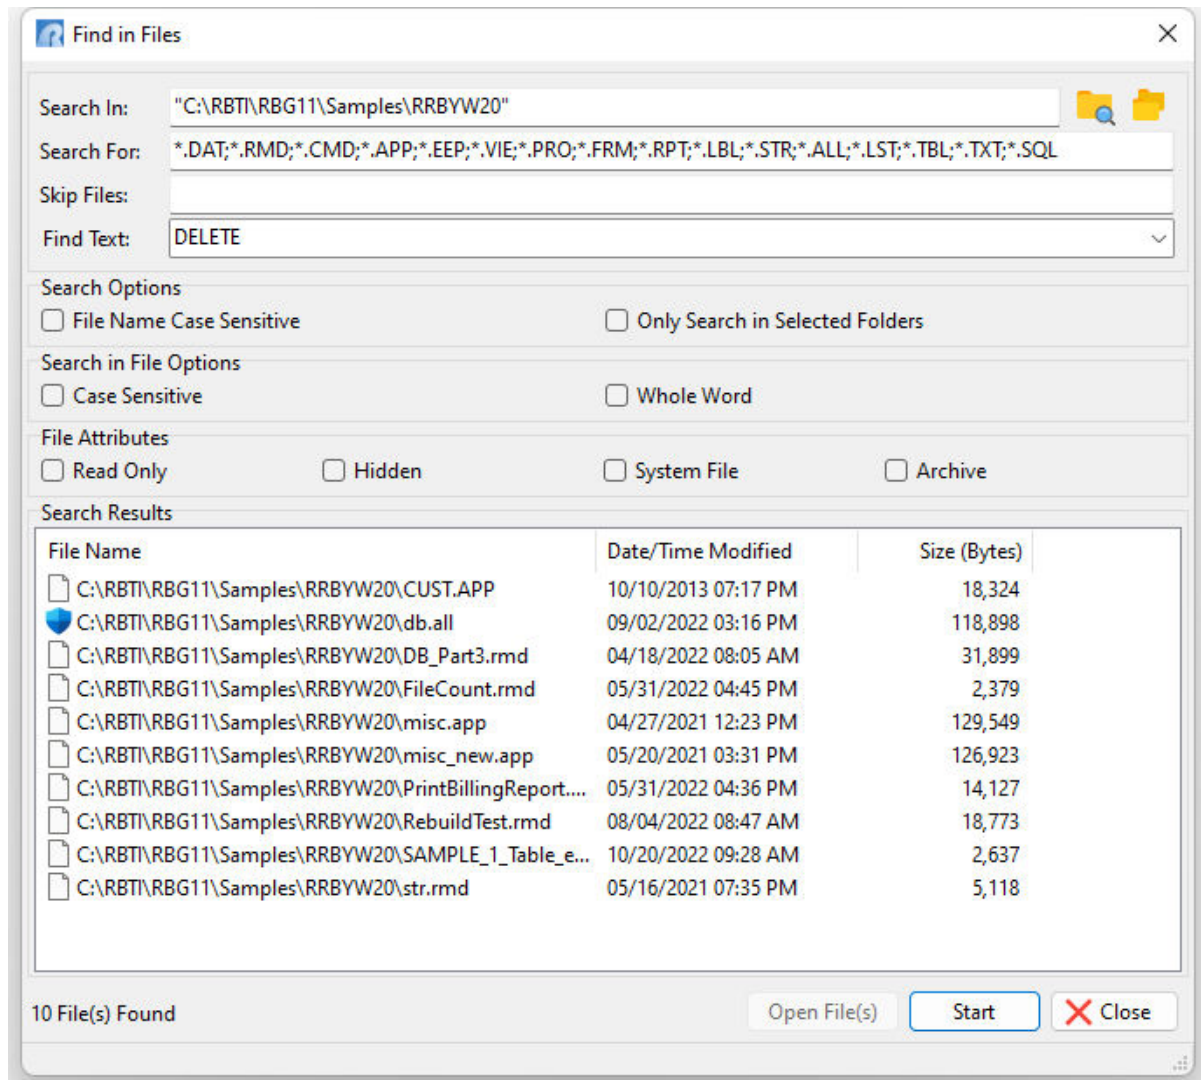 Find in Files
Search In: "C:\RBTI\RBG11\Samples\RRBYW20"
Search For: *.DAT;*.RMD;*.CMD;*.APP;*.EEP;*.VIE;*.PRO;*.FRM;*.RPT;*.LBL;*.STR;*.ALL;*.LST;*.TBL;*.TXT;*.SQL
Skip Files:
Find Text: DELETE
Search Options
File Name Case Sensitive Only Search in Selected Folders
Search in File Options
Case Sensitive Whole Word
File Attributes
Read Only Hidden System File Archive
Search Results
File Name Date/Time Modified Size (Bytes)
C:\RBTI\RBG11\Samples\RRBYW20\CUST.APP 10/10/2013 07:17 PM 18,324
C:\RBTI\RBG11\Samples\RRBYW20\db.all 09/02/2022 03:16 PM 118,898
C:\RBTI\RBG11\Samples\RRBYW20\DB_Part3.rmd 04/18/2022 08:05 AM 31,899
C:\RBTI\RBG11\Samples\RRBYW20\FileCount.rmd 05/31/2022 04:45 PM 2,379
C:\RBTI\RBG11\Samples\RRBYW20\misc.app 04/27/2021 12:23 PM 129,549
C:\RBTI\RBG11\Samples\RRBYW20\misc_new.app 05/20/2021 03:31 PM 126,923
C:\RBTI\RBG11\Samples\RRBYW20\PrintBillingReport.... 05/31/2022 04:36 PM 14,127
C:\RBTI\RBG11\Samples\RRBYW20\RebuildTest.rmd 08/04/2022 08:47 AM 18,773
C:\RBTI\RBG11\Samples\RRBYW20\SAMPLE_1_Table_e... 10/20/2022 09:28 AM 2,637
C:\RBTI\RBG11\Samples\RRBYW20\str.rmd 05/16/2021 07:35 PM 5,118
10 File(s) Found Open File(s) Start Close